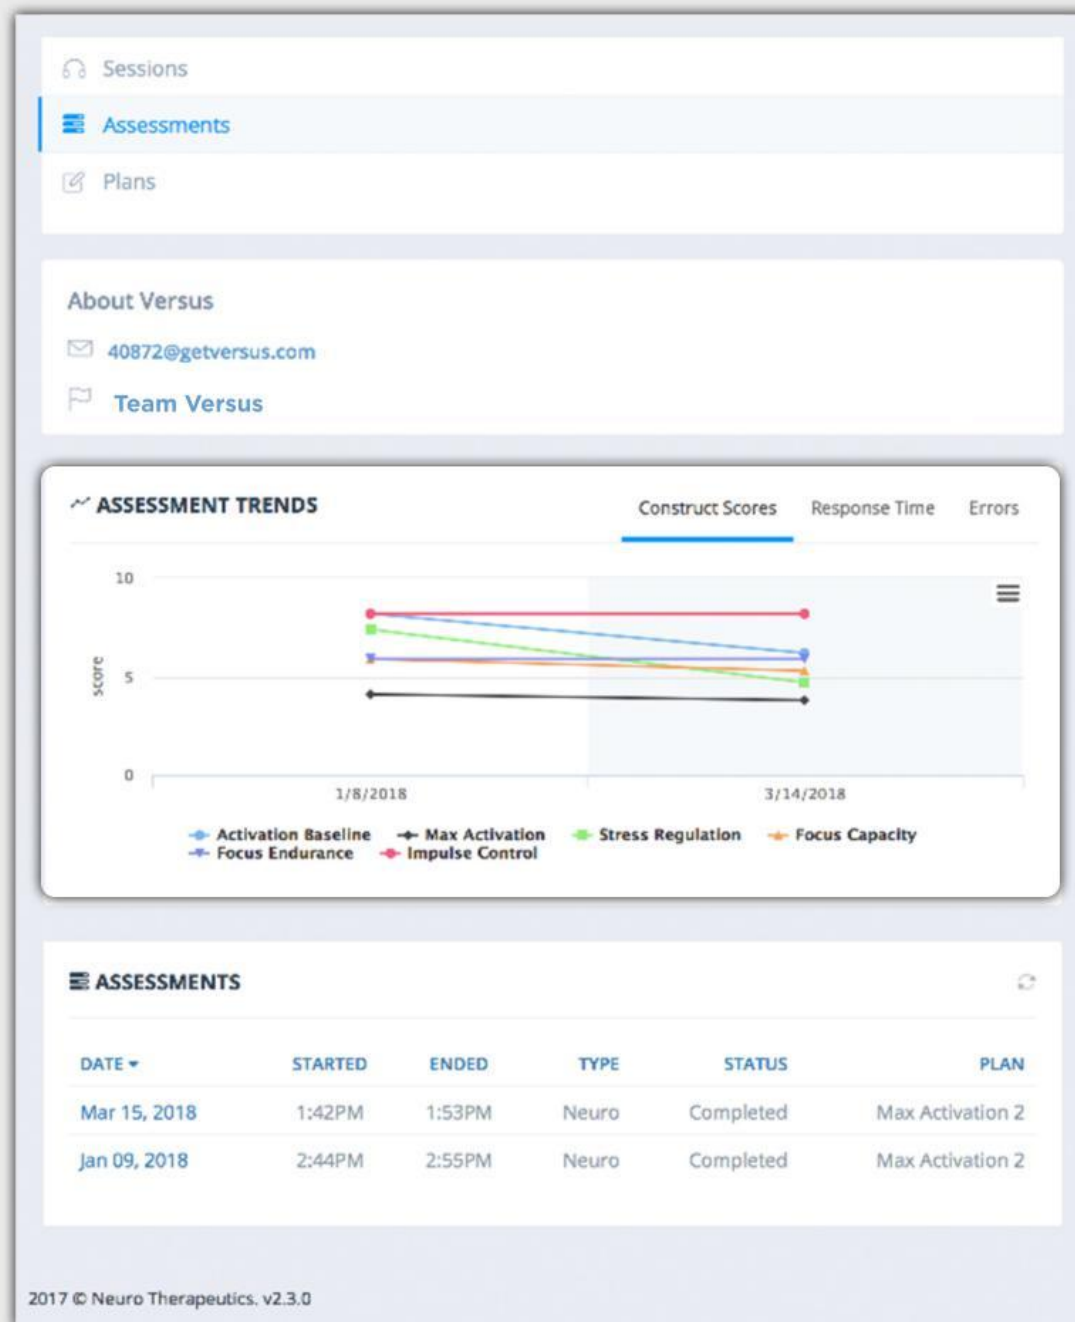 Sessions
Assessments
Plans
About Versus
40872@getversus.com
Team Versus
ASSESSMENT TRENDS
Construct Scores Response Time Errors
10
score
5
0
1/8/2018 3/14/2018
Activation Baseline Max Activation Stress Regulation Focus Capacity
Focus Endurance Impulse Control
ASSESSMENTS
DATE STARTED ENDED TYPE STATUS PLAN
Mar 15, 2018 1:42PM 1:53PM Neuro Completed Max Activation 2
Jan 09, 2018 2:44PM 2:55PM Neuro Completed Max Activation 2
2017 © Neuro Therapeutics. v2.3.0